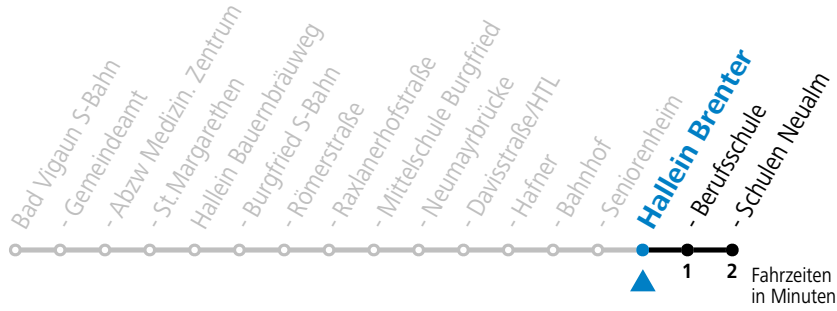 Bad Vigaun S-Bahn
- Gemeindeamt
- Abzw Medizin. Zentrum
- St.Margarethen
Hallein Bauernbräuweg
- Burgfried S-Bahn
- Römerstraße
- Raxlanerhofstraße
- Mittelschule Burgfried
- Neumayrbrücke
- Davisstraße/HTL
- Hafner
- Bahnhof
- Seniorenheim
Hallein Brenter
- Berufsschule
- Schulen Neualm
1 2 Fahrzeiten
in Minuten